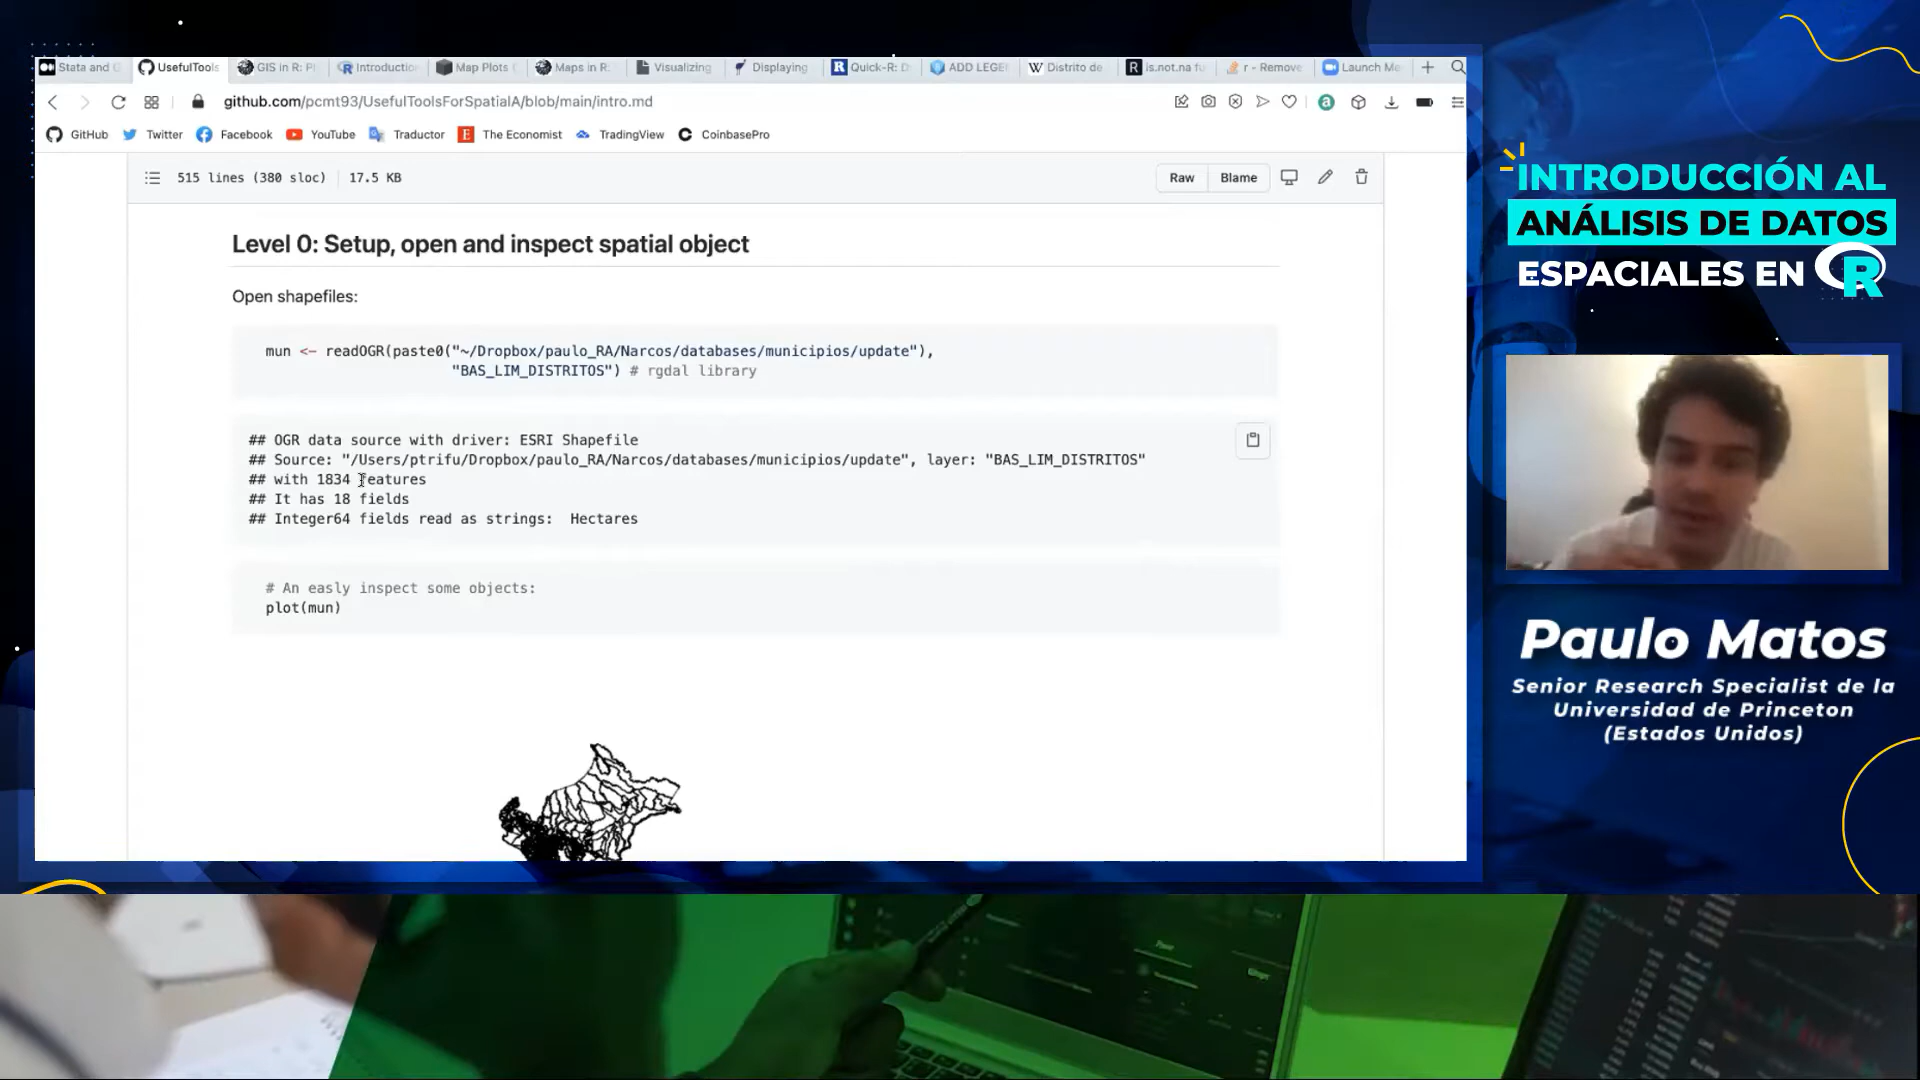 Stata and
UsefulTools
GIS in R:
Introduction
Map Plots
Maps in R:
Visualizing
Displaying
Quick-R:
ADD LEGE
Distrito de
is.not.na fu
r - Remove
Launch Me
github.com/pcmt93/UsefulToolsForSpatialA/blob/main/intro.md
GitHub
Twitter
Facebook
YouTube
Traductor
The Economist
TradingView
CoinbasePro
515 lines (380 sloc)
17.5 KB
Raw
Blame
Level 0: Setup, open and inspect spatial object
Open shapefiles:
mun <- readOGR(paste0("~/Dropbox/paulo_RA/Narcos/databases/municipios/update"),
"BAS_LIM_DISTRITOS") # rgdal library
## OGR data source with driver: ESRI Shapefile
## Source: "/Users/ptrifu/Dropbox/paulo_RA/Narcos/databases/municipios/update", layer: "BAS_LIM_DISTRITOS"
## with 1834 features
## It has 18 fields
## Integer64 fields read as strings:  Hectares
# An easly inspect some objects:
plot(mun)
INTRODUCCIÓN AL
ANÁLISIS DE DATOS
ESPACIALES EN R
Paulo Matos
Senior Research Specialist de la
Universidad de Princeton
(Estados Unidos)